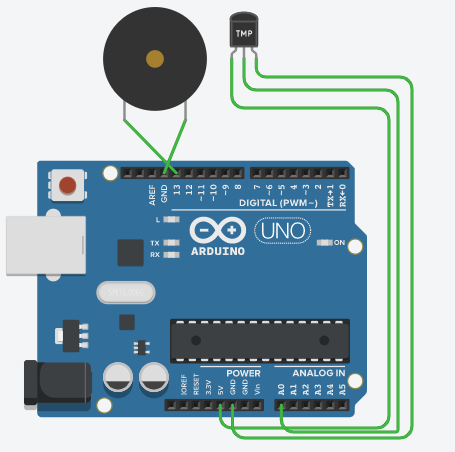 TMP
AREF
GND
13
12
~11
~10
~9
8
7
~6
~5
4
~3
2
TX→1
RX←0
DIGITAL (PWM~)
L
TX
RX
ARDUINO
UNO
ON
IOREF
RESET
3.3V
5V
GND
GND
Vin
POWER
A0
A1
A2
A3
A4
A5
ANALOG IN